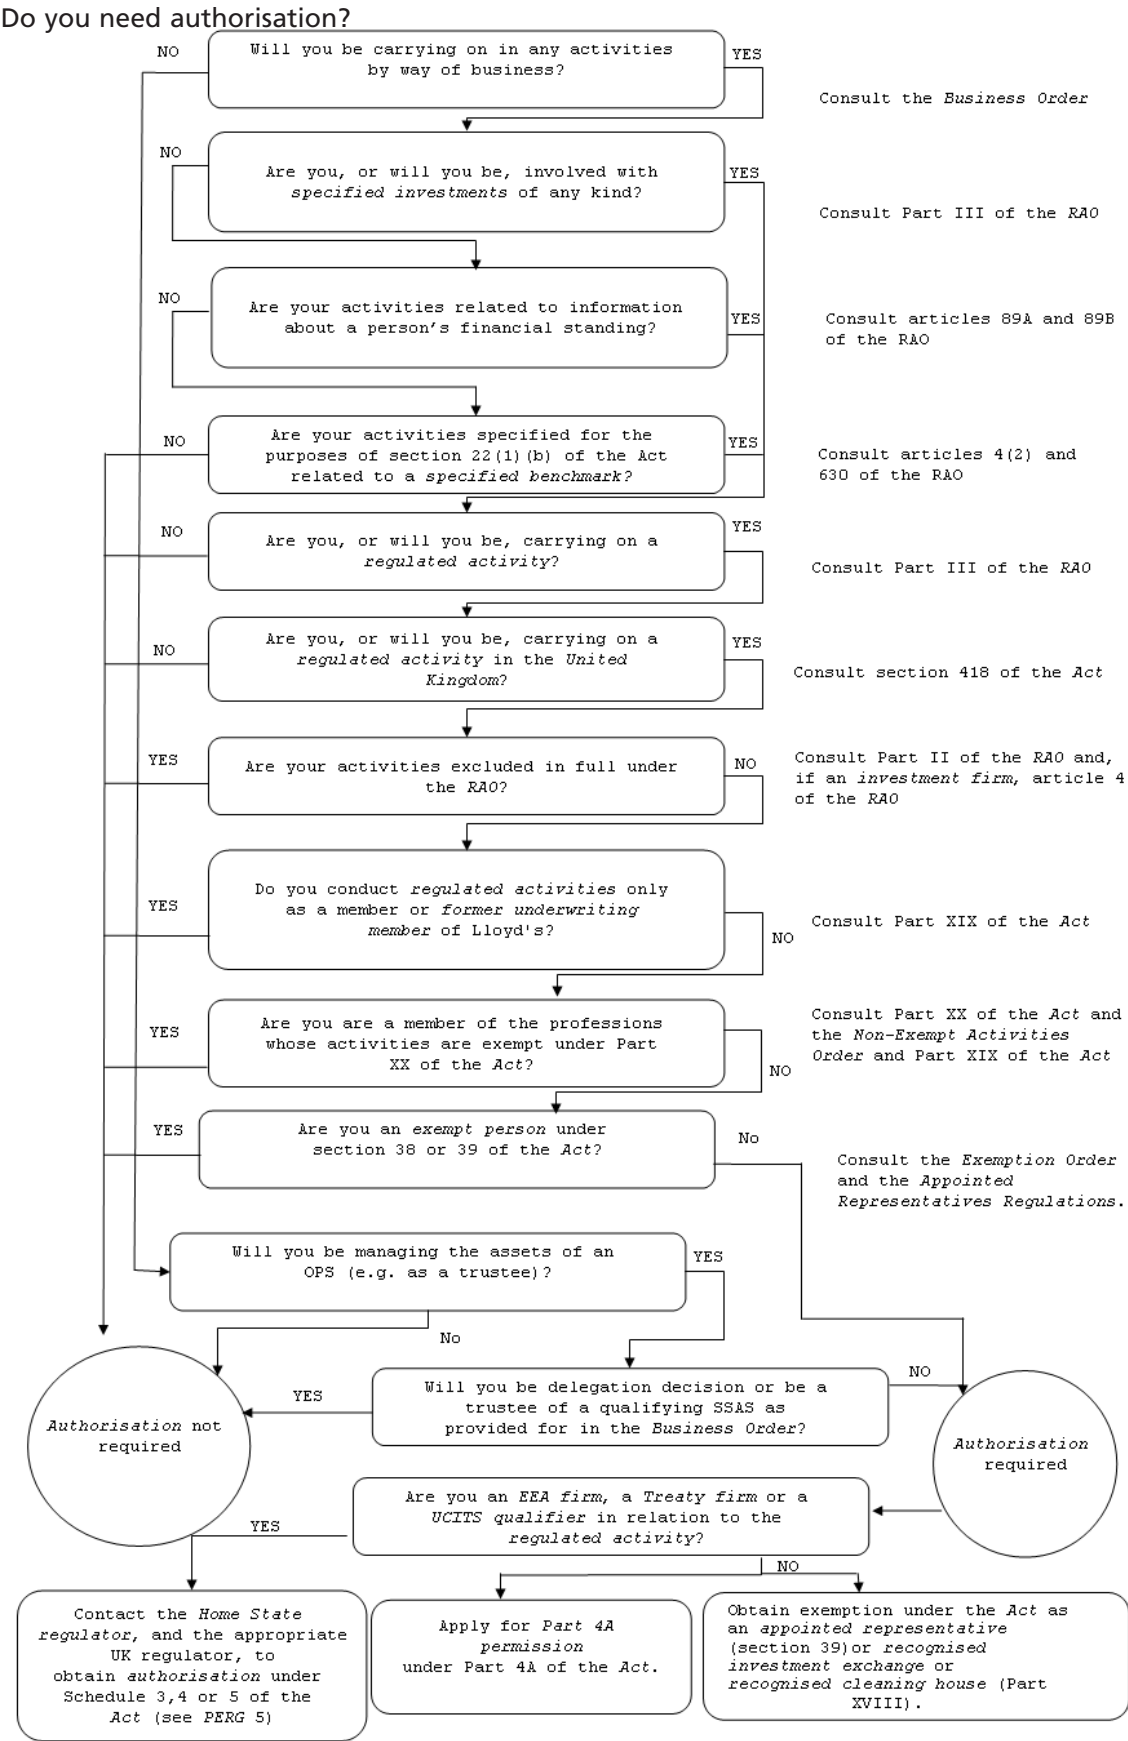 Do you need authorisation?
NO
Will you be carrying on in any activities
by way of business?
YES
Consult the Business Order
NO
Are you, or will you be, involved with
specified investments of any kind?
YES
Consult Part III of the RAO
NO
Are your activities related to information
about a person's financial standing?
YES
Consult articles 89A and 89B
of the RAO
NO
Are your activities specified for the
purposes of section 22(1)(b) of the Act
related to a specified benchmark?
YES
Consult articles 4(2) and
63O of the RAO
NO
Are you, or will you be, carrying on a
regulated activity?
YES
Consult Part III of the RAO
NO
Are you, or will you be, carrying on a
regulated activity in the United
Kingdom?
YES
Consult section 418 of the Act
YES
Are your activities excluded in full under
the RAO?
NO
Consult Part II of the RAO and,
if an investment firm, article 4
of the RAO
YES
Do you conduct regulated activities only
as a member or former underwriting
member of Lloyd's?
NO
Consult Part XIX of the Act
YES
Are you are a member of the professions
whose activities are exempt under Part
XX of the Act?
NO
Consult Part XX of the Act and
the Non-Exempt Activities
Order and Part XIX of the Act
YES
Are you an exempt person under
section 38 or 39 of the Act?
No
Consult the Exemption Order
and the Appointed
Representatives Regulations.
Will you be managing the assets of an
OPS (e.g. as a trustee)?
YES
No
Authorisation not
required
YES
Will you be delegation decision or be a
trustee of a qualifying SSAS as
provided for in the Business Order?
NO
Authorisation
required
Are you an EEA firm, a Treaty firm or a
UCITS qualifier in relation to the
regulated activity?
YES
NO
Contact the Home State
regulator, and the appropriate
UK regulator, to
obtain authorisation under
Schedule 3,4 or 5 of the
Act (see PERG 5)
Apply for Part 4A
permission
under Part 4A of the Act.
Obtain exemption under the Act as
an appointed representative
(section 39)or recognised
investment exchange or
recognised cleaning house (Part
XVIII).